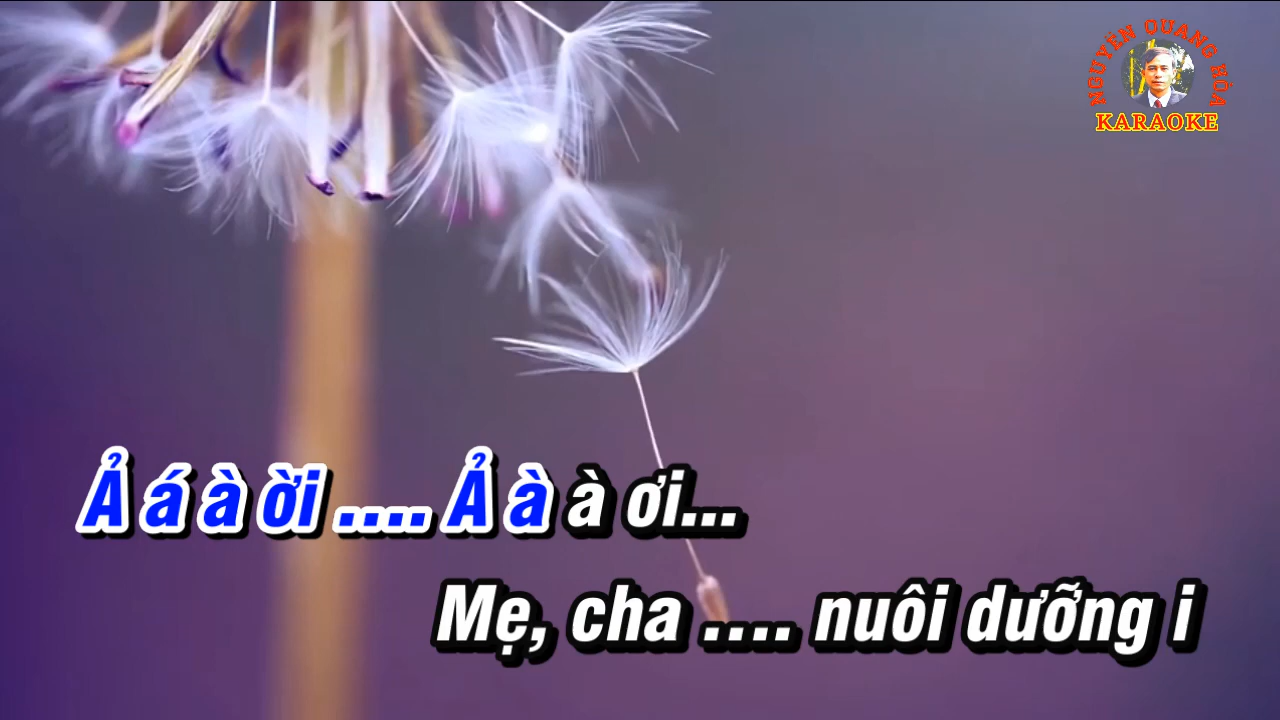 NGUYỄN QUANG HÒA
KARAOKE
Ả á à ời .... Ả à à ơi...
Mẹ, cha .... nuôi dưỡng i